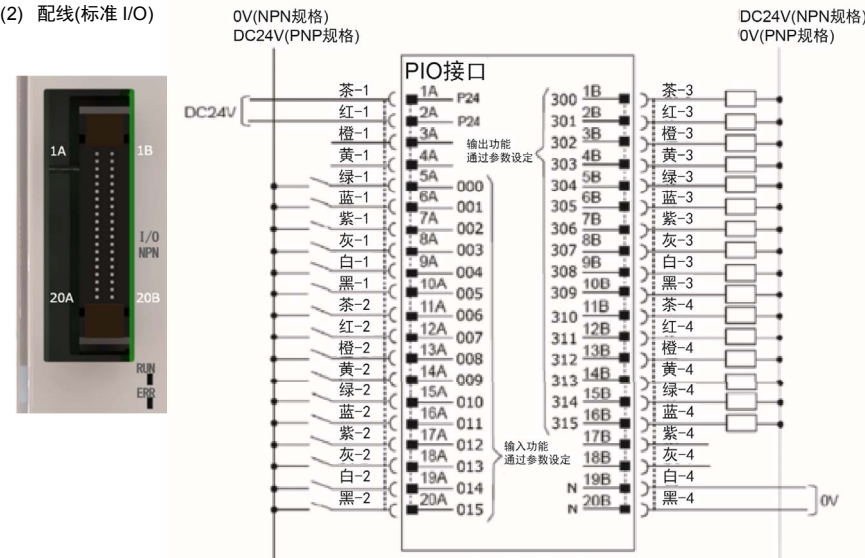 (2) 配线(标准 I/O)
0V(NPN规格)
DC24V(PNP规格)
DC24V(NPN规格)
0V(PNP规格)
PIO接口
DC24V
茶-1 1A P24 300 1B 茶-3
红-1 2A P24 301 2B 红-3
橙-1 3A 302 3B 橙-3
输出功能
通过参数设定
黄-1 4A 303 4B 黄-3
绿-1 5A 000 304 5B 绿-3
蓝-1 6A 001 305 6B 蓝-3
紫-1 7A 002 306 7B 紫-3
灰-1 8A 003 307 8B 灰-3
白-1 9A 004 308 9B 白-3
黑-1 10A 005 309 10B 黑-3
茶-2 11A 006 310 11B 茶-4
红-2 12A 007 311 12B 红-4
橙-2 13A 008 312 13B 橙-4
黄-2 14A 009 313 14B 黄-4
绿-2 15A 010 314 15B 绿-4
蓝-2 16A 011 315 16B 蓝-4
紫-2 17A 012 17B 紫-4
输入功能
通过参数设定
灰-2 18A 013 18B 灰-4
白-2 19A 014 N 19B 白-4
黑-2 20A 015 N 20B 黑-4
0V
1A 1B
I/O
NPN
20A 20B
RUN
ERR